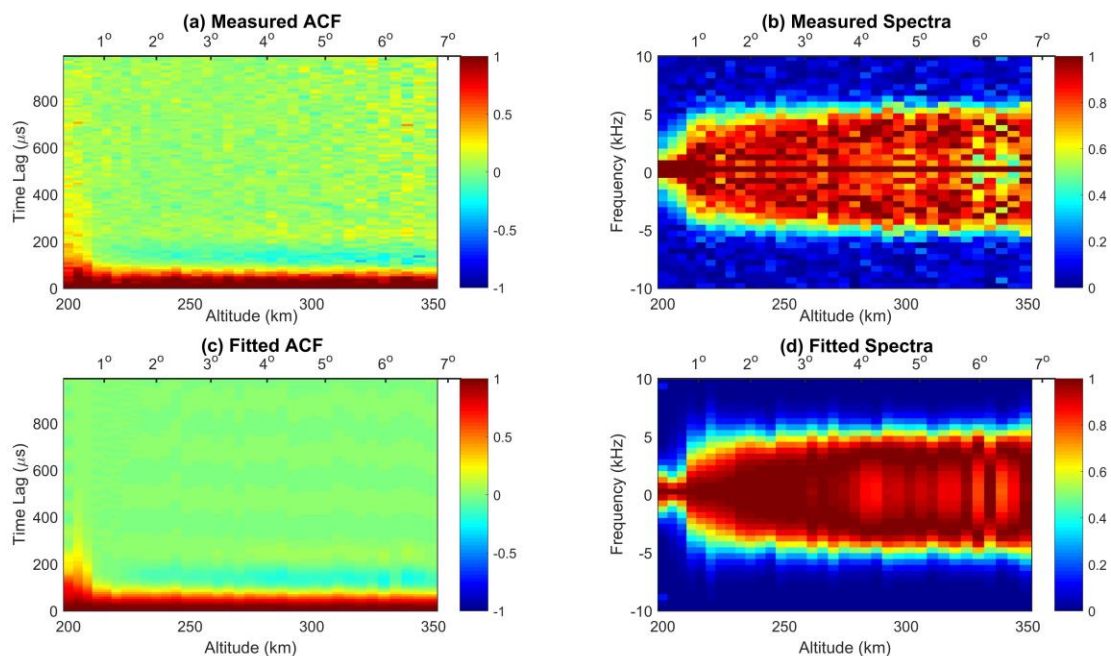 (a) Measured ACF
1° 2° 3° 4° 5° 6° 7°
Time Lag (μs)
800
600
400
200
0
200 250 300 350
Altitude (km)
1
0.5
0
-0.5
-1
(b) Measured Spectra
1° 2° 3° 4° 5° 6° 7°
Frequency (kHz)
10
5
0
-5
-10
200 250 300 350
Altitude (km)
1
0.8
0.6
0.4
0.2
0
(c) Fitted ACF
1° 2° 3° 4° 5° 6° 7°
Time Lag (μs)
800
600
400
200
0
200 250 300 350
Altitude (km)
1
0.5
0
-0.5
-1
(d) Fitted Spectra
1° 2° 3° 4° 5° 6° 7°
Frequency (kHz)
10
5
0
-5
-10
200 250 300 350
Altitude (km)
1
0.8
0.6
0.4
0.2
0